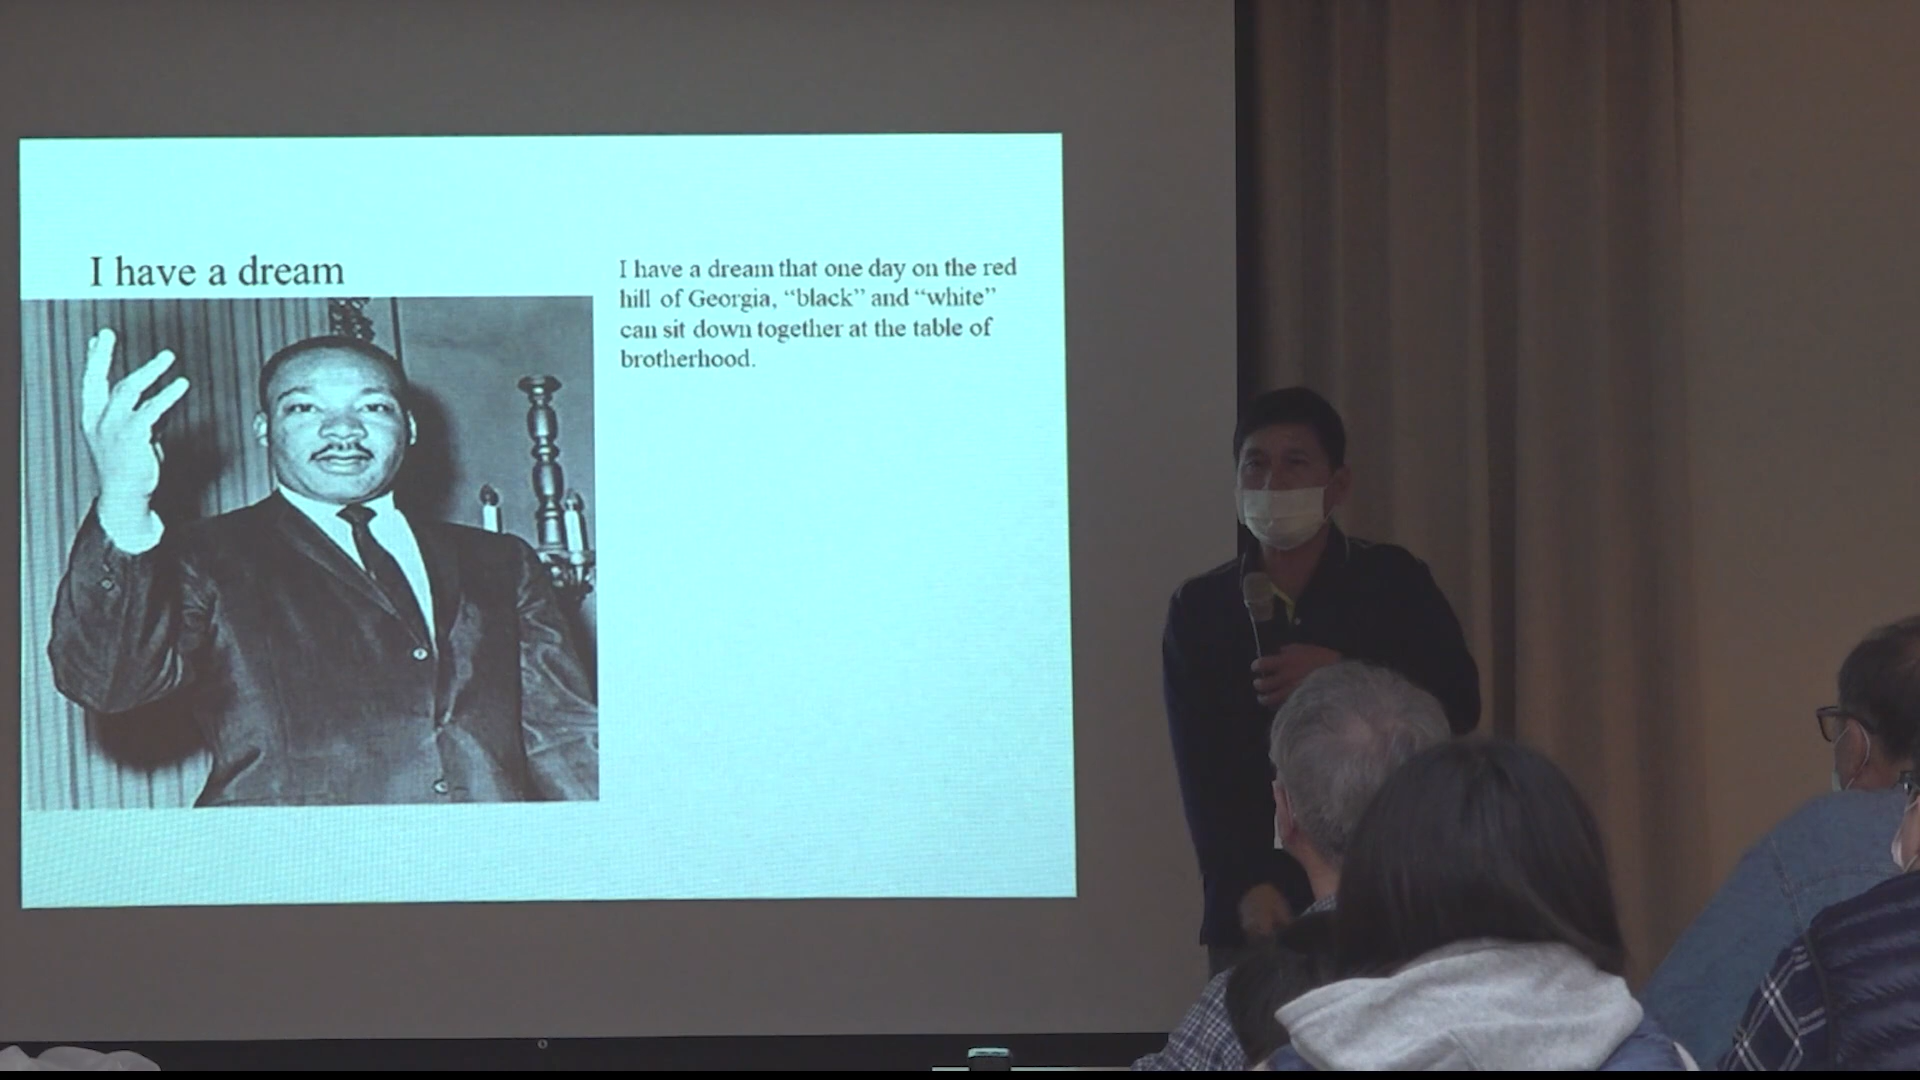 I have a dream
I have a dream that one day on the red
hill of Georgia, “black” and “white”
can sit down together at the table of
brotherhood.